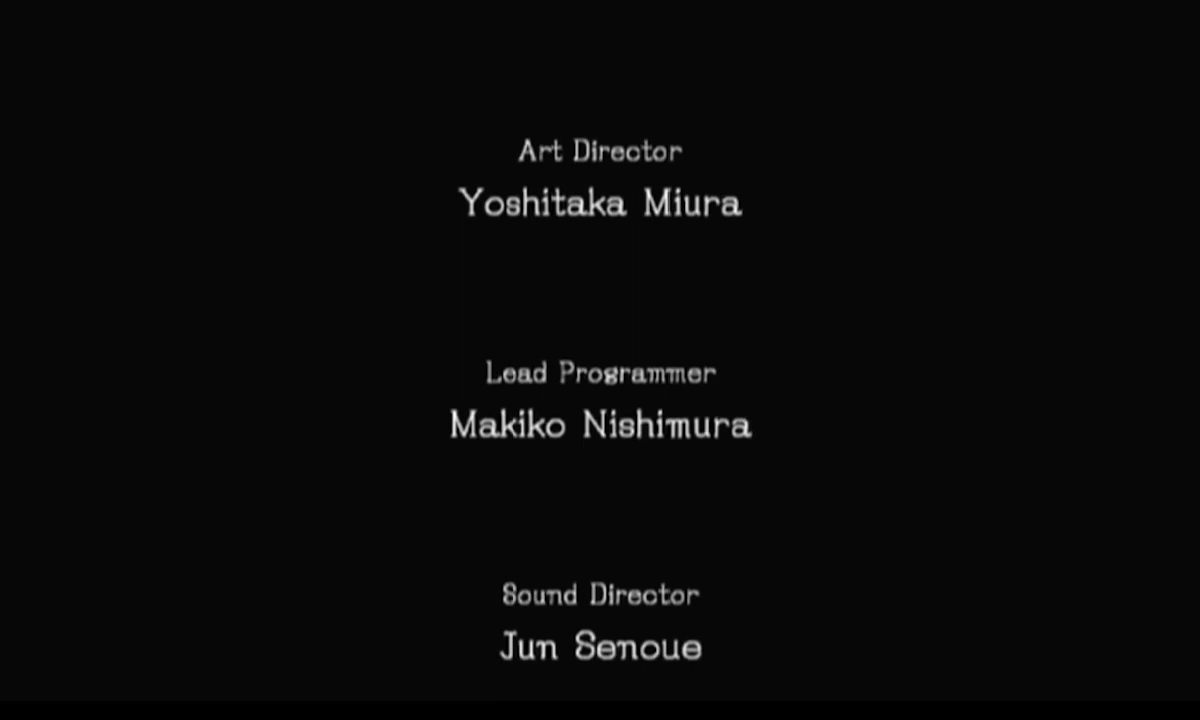 Art Director
Yoshitaka Miura
Lead Programmer
Makiko Nishimura
Sound Director
Jun Senoue